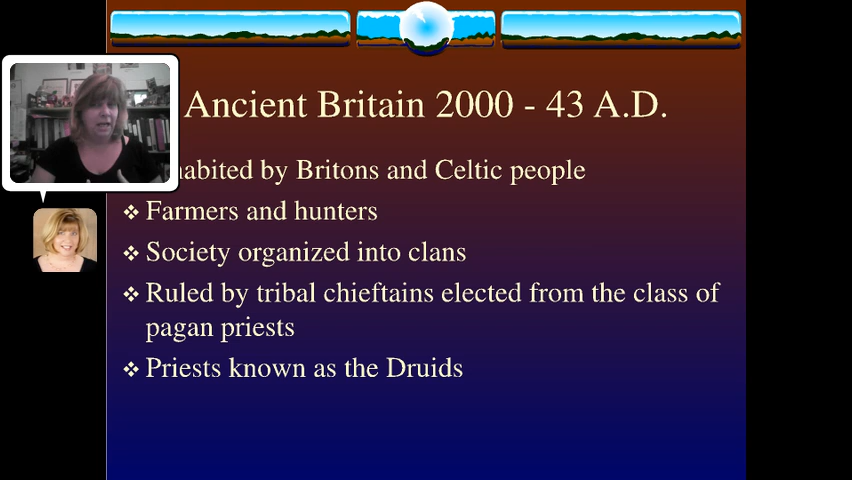 Ancient Britain 2000 - 43 A.D.
habited by Britons and Celtic people
❖ Farmers and hunters
❖ Society organized into clans
❖ Ruled by tribal chieftains elected from the class of
pagan priests
❖ Priests known as the Druids